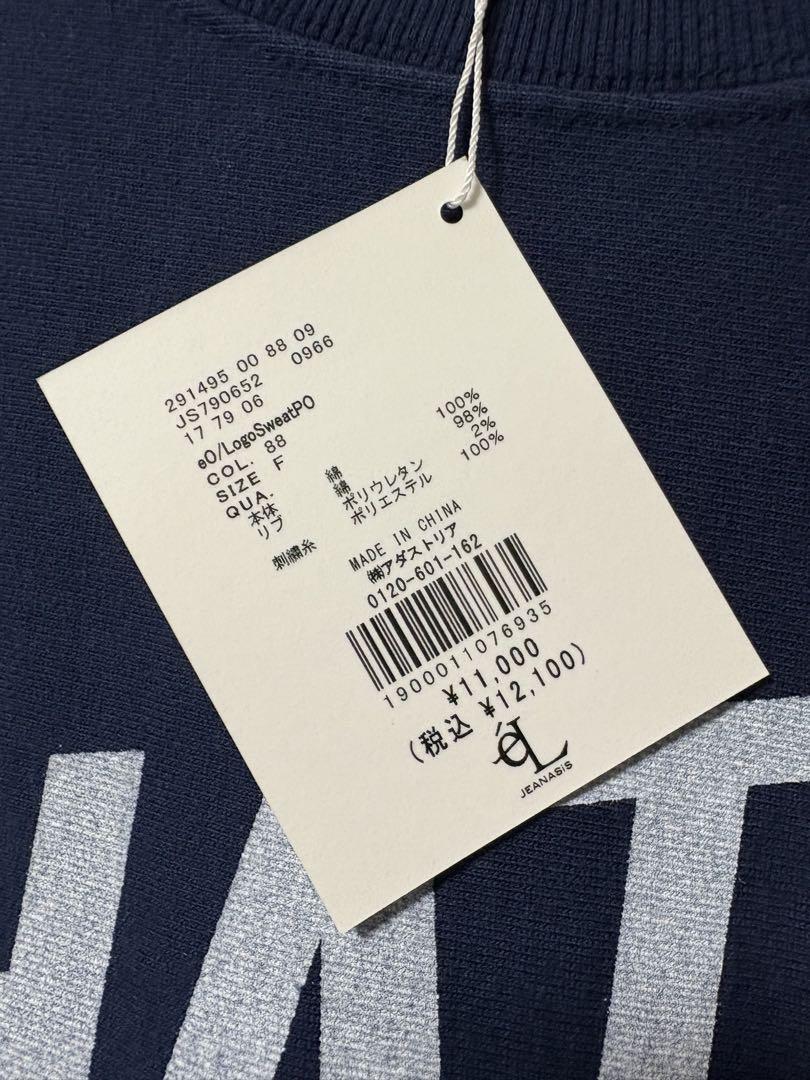 291495 00 88 09
JS790652 0966
17 79 06
eO/LogoSweatPO
COL. 88
SIZE F
QUA.
本体 綿 100%
リブ 綿 98%
ポリウレタン 2%
刺繍糸 ポリエステル 100%
MADE IN CHINA
㈱アダストリア
0120-601-162
1900011076935
¥11,000
(税込 ¥12,100)
éL
JEANASiS